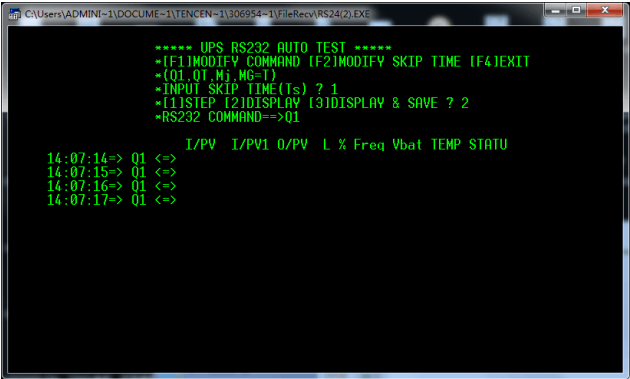 C:\Users\ADMINI~1\DOCUME~1\TENCEN~1\306954~1\FileRecv\RS24(2).EXE
***** UPS RS232 AUTO TEST *****
*[F1]MODIFY COMMAND [F2]MODIFY SKIP TIME [F4]EXIT
*(Q1,QT,Mj,MG=T)
*INPUT SKIP TIME(Ts) ? 1
*[1]STEP [2]DISPLAY [3]DISPLAY & SAVE ? 2
*RS232 COMMAND==>Q1
I/PV I/PV1 O/PV L % Freq Vbat TEMP STATU
14:07:14=> Q1 <=>
14:07:15=> Q1 <=>
14:07:16=> Q1 <=>
14:07:17=> Q1 <=>